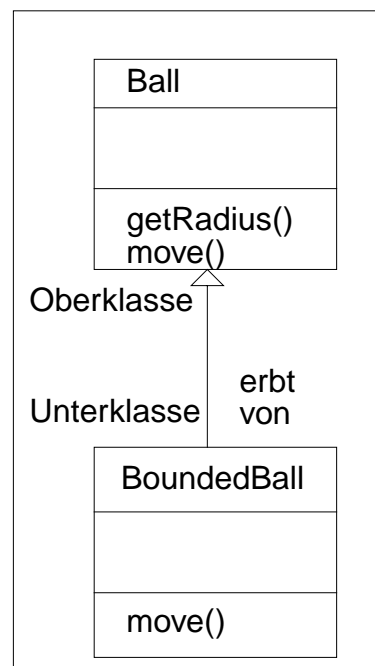 Ball
getRadius()
move()
Oberklasse
Unterklasse
erbt
von
BoundedBall
move()